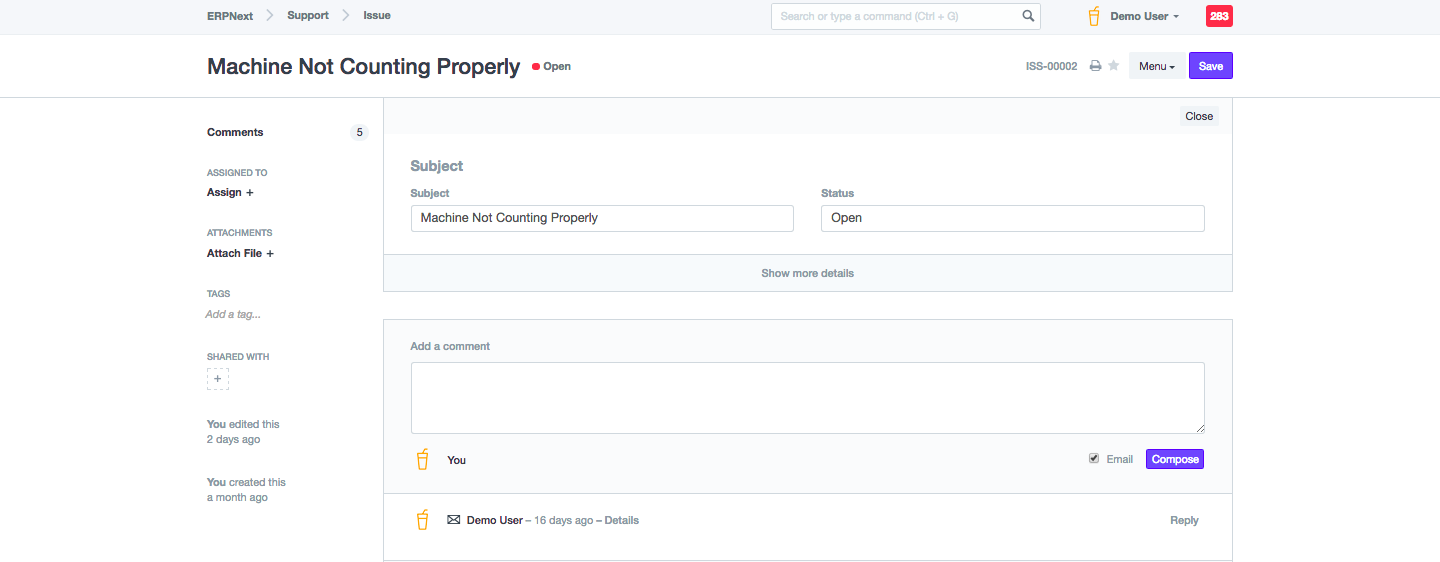 ERPNext Support Issue Search or type a command (Ctrl + G) Demo User 283
Machine Not Counting Properly Open ISS-00002 Menu Save
Comments 5
ASSIGNED TO
Assign +
ATTACHMENTS
Attach File +
TAGS
Add a tag...
SHARED WITH
+
You edited this
2 days ago
You created this
a month ago
Close
Subject
Subject Status
Machine Not Counting Properly Open
Show more details
Add a comment
You Email Compose
Demo User – 16 days ago – Details Reply